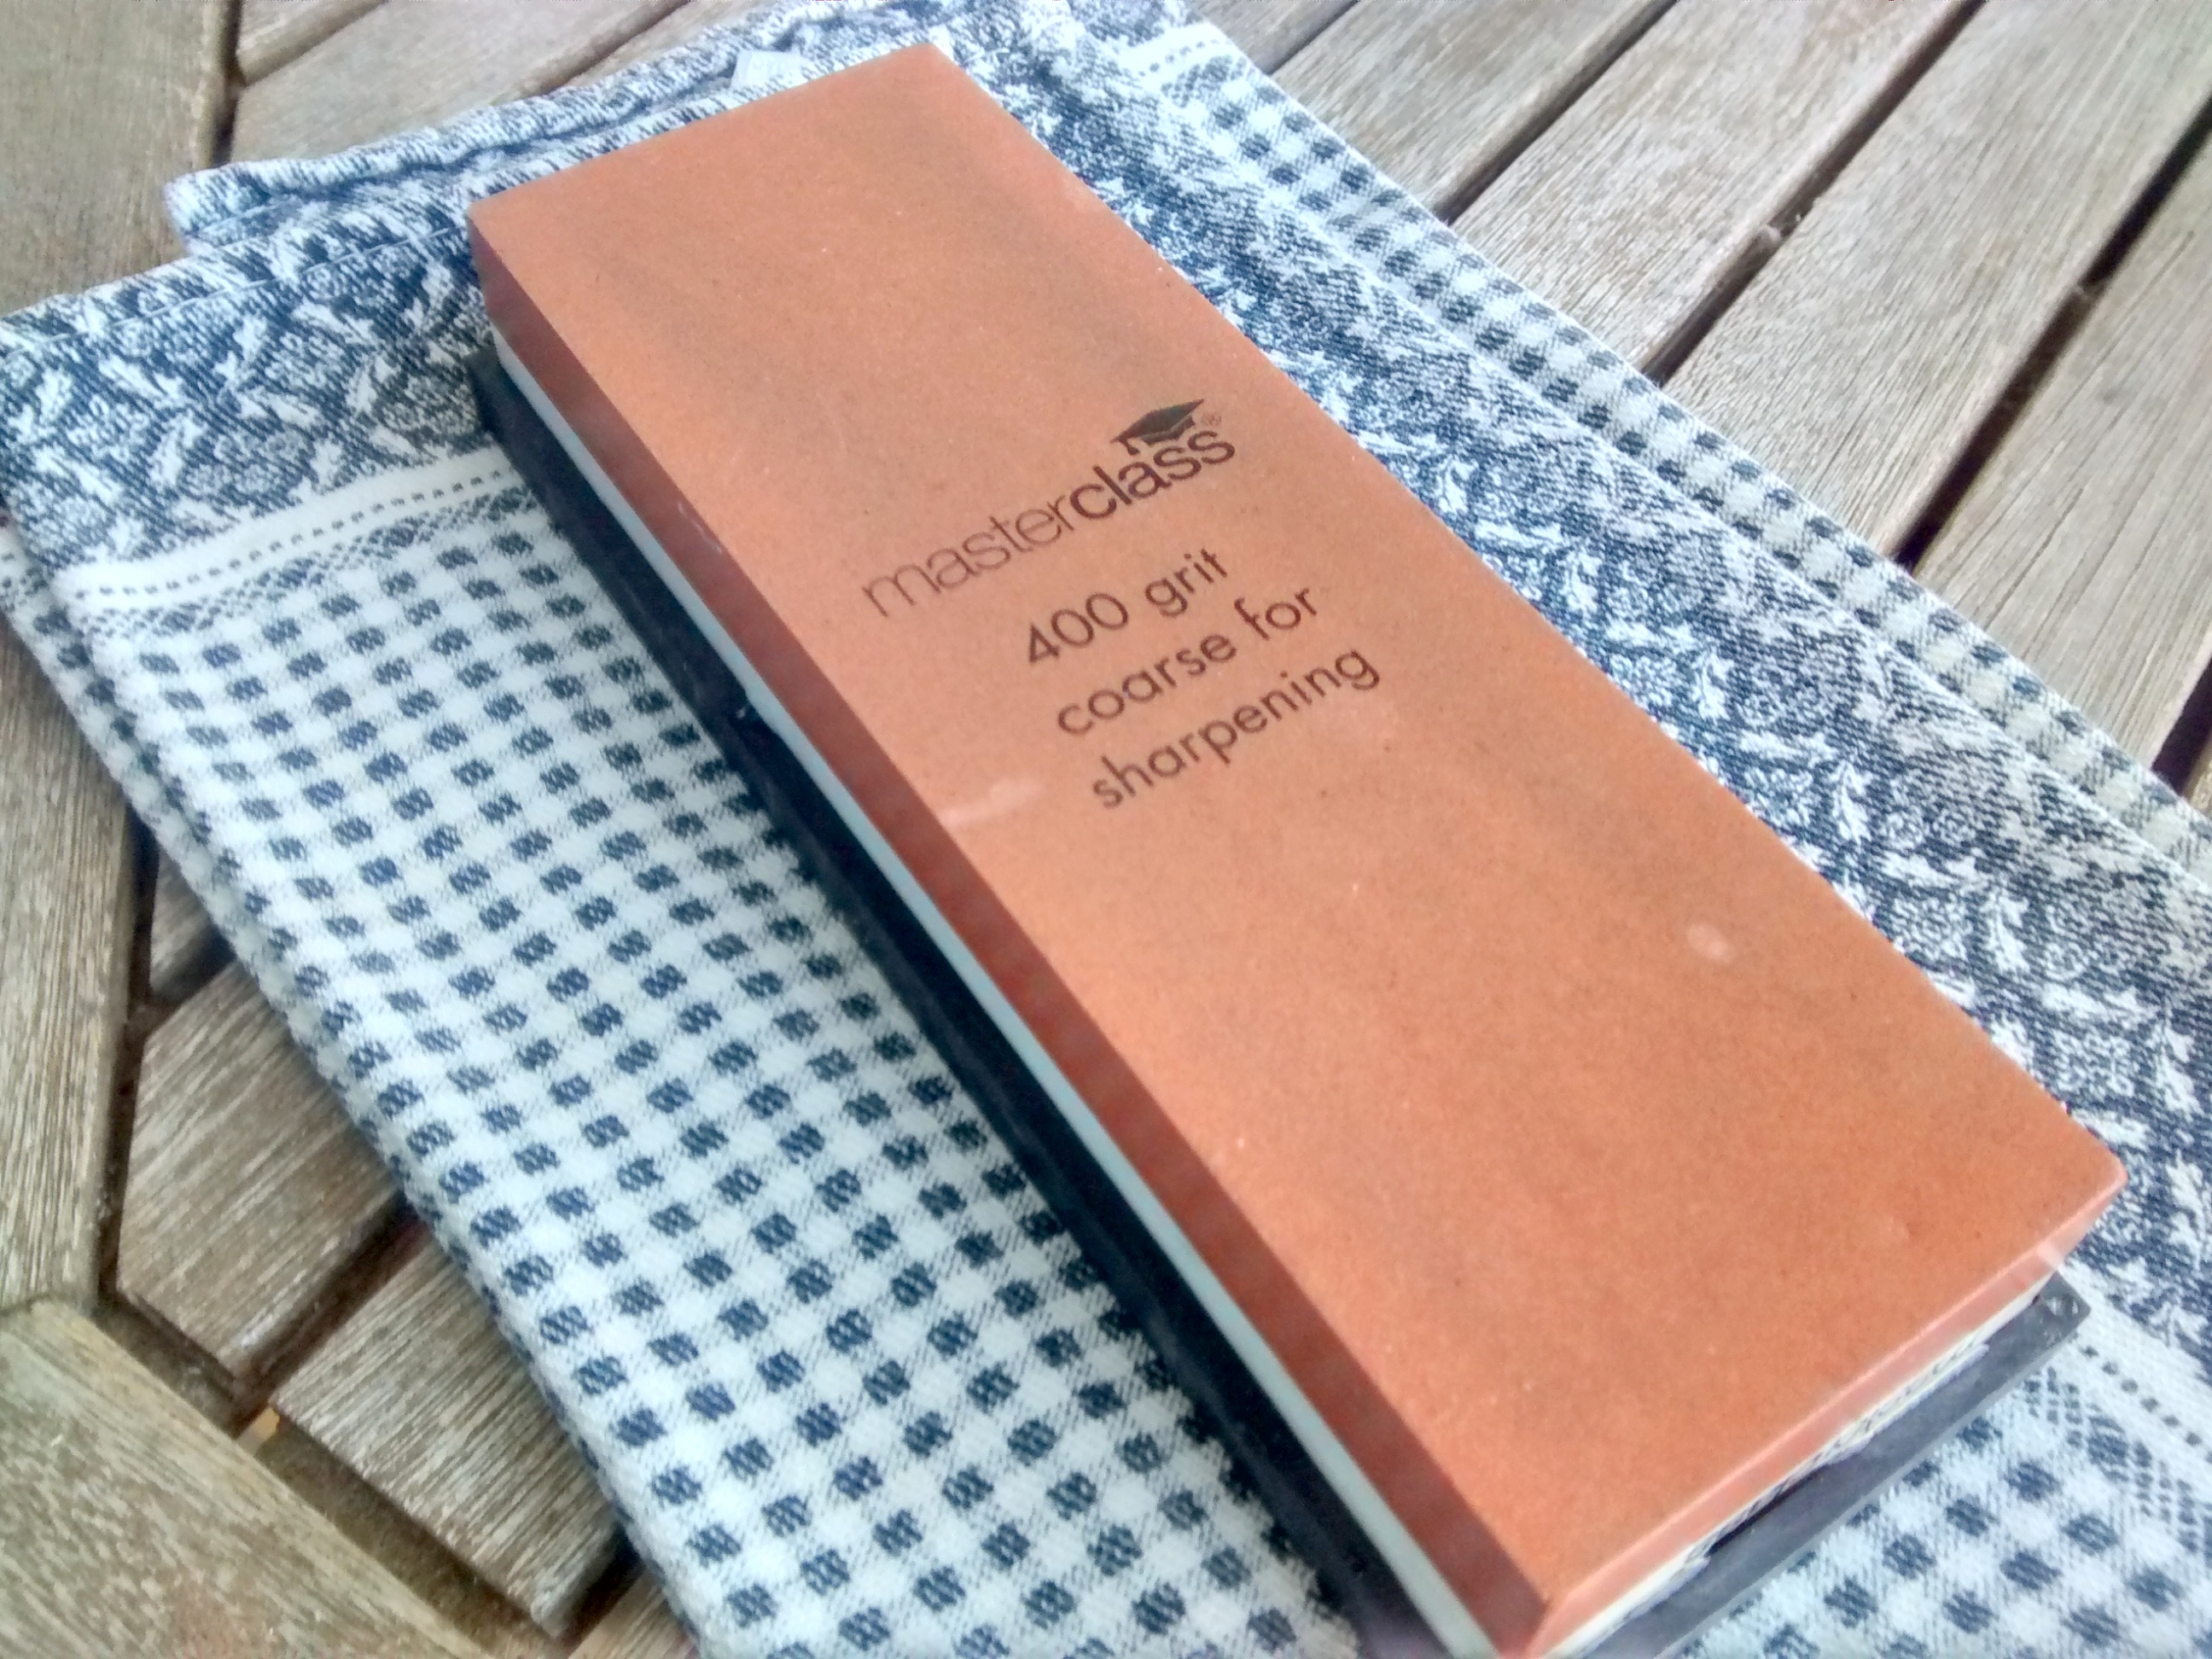 masterclass®
400 grit
coarse for
sharpening